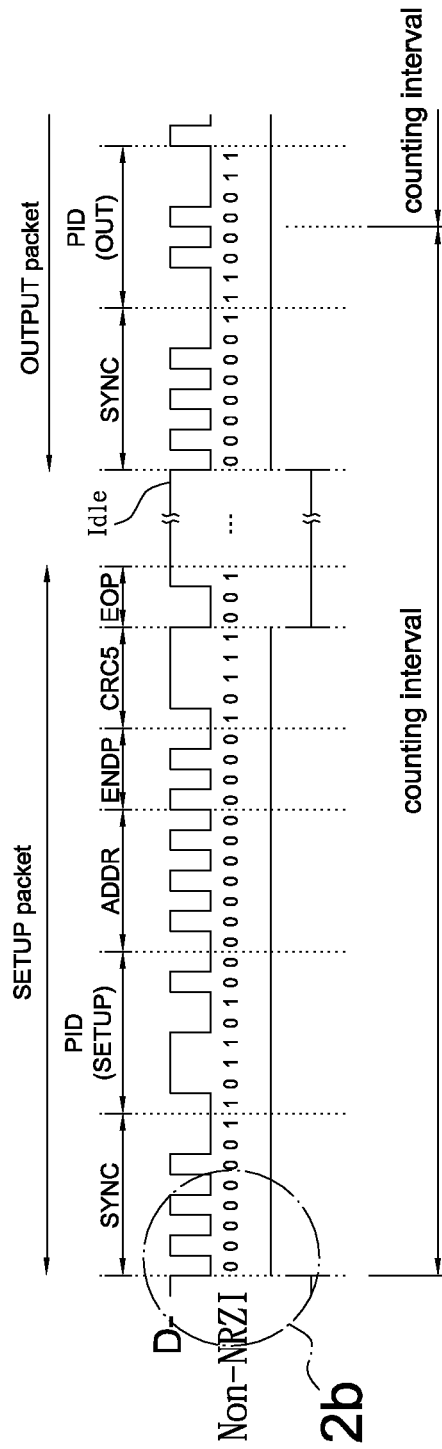 SETUP packet
OUTPUT packet
SYNC
PID
(SETUP)
ADDR
ENDP
CRC5
EOP
Idle
SYNC
PID
(OUT)
D-
Non-NRZI
0 0 0 0 0 0 0 1 1 0 1 1 0 1 0 0 0 0 0 0 0 0 0 0 0 0 0 1 0 1 1 1 0 0 1 ... 0 0 0 0 0 0 0 1 1 1 0 0 0 0 1 1
2b
counting interval
counting interval